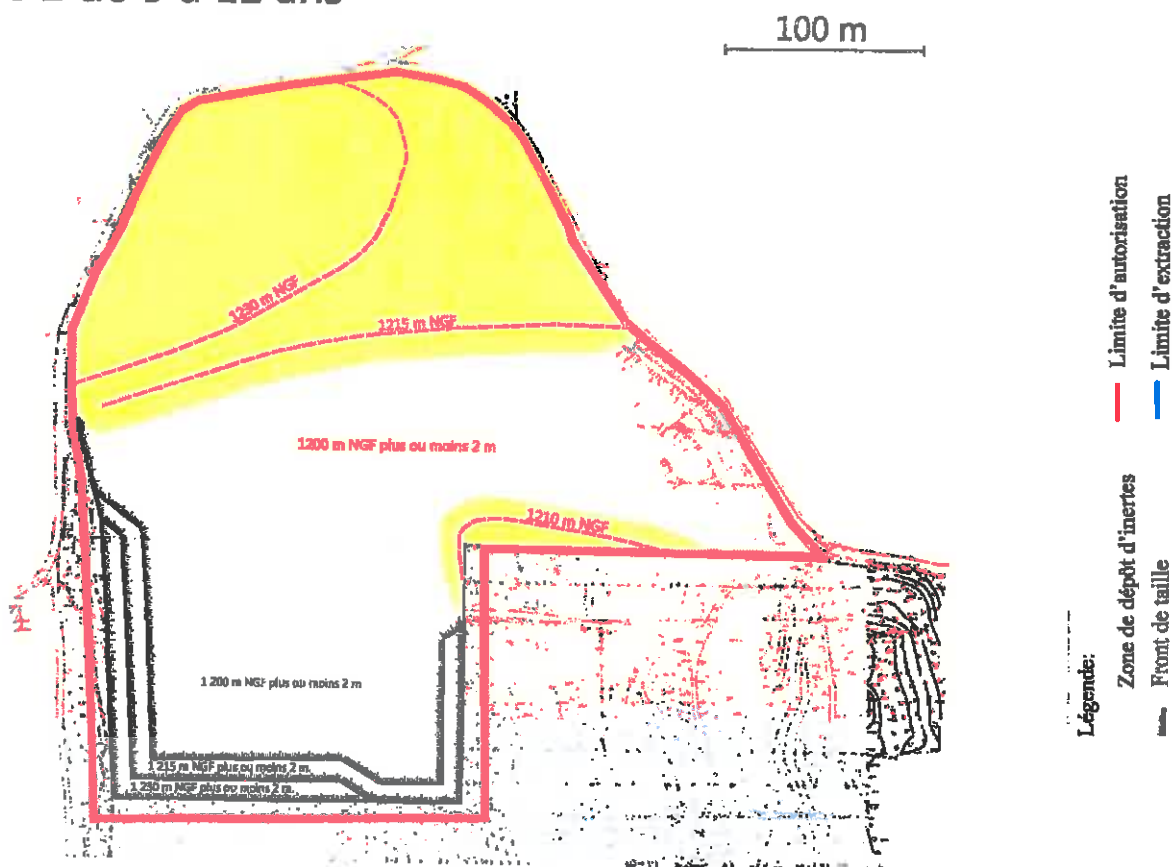 100 m
1230 m NGF
1215 m NGF
1200 m NGF plus ou moins 2 m
1210 m NGF
1 200 m NGF plus ou moins 2 m
1 215 m NGF plus ou moins 2 m.
1 230 m NGF plus ou moins 2 m.
Légende:
Zone de dépôt d'inertes
Front de taille
Limite d'autorisation
Limite d'extraction